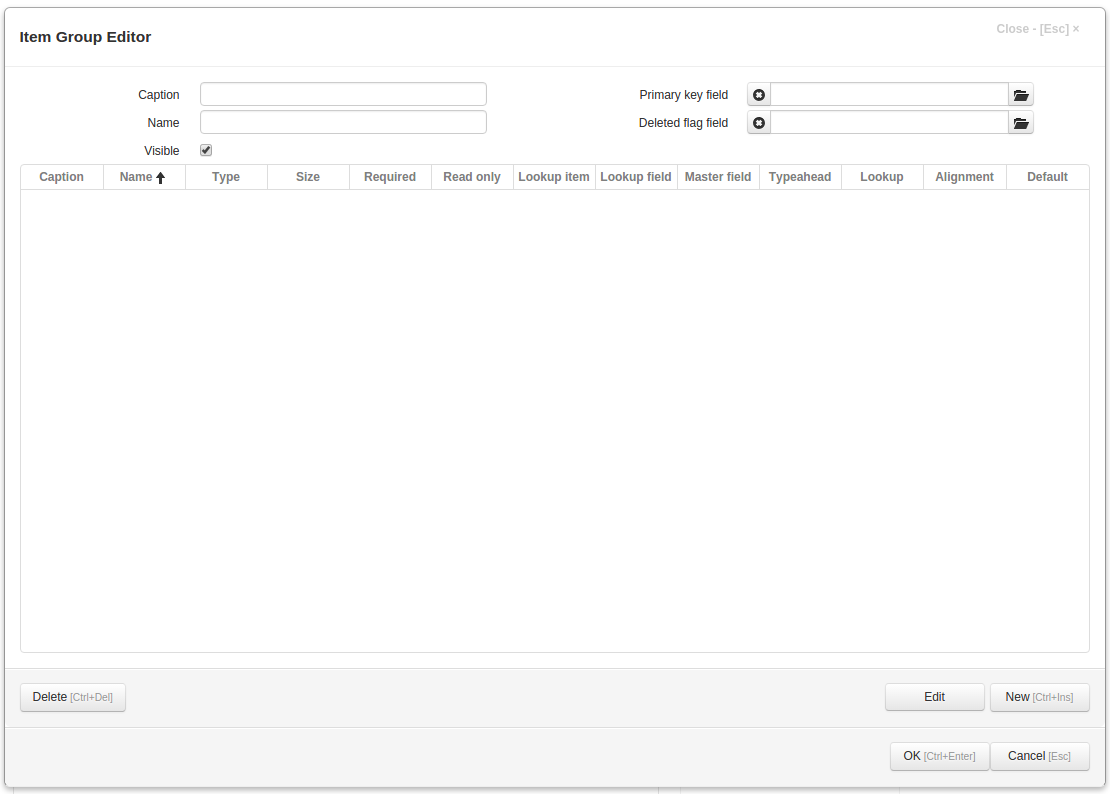 Item Group Editor
Close - [Esc] ×
Caption
Primary key field
Name
Deleted flag field
Visible
Caption Name Type Size Required Read only Lookup item Lookup field Master field Typeahead Lookup Alignment Default
Delete [Ctrl+Del]
Edit
New [Ctrl+Ins]
OK [Ctrl+Enter]
Cancel [Esc]